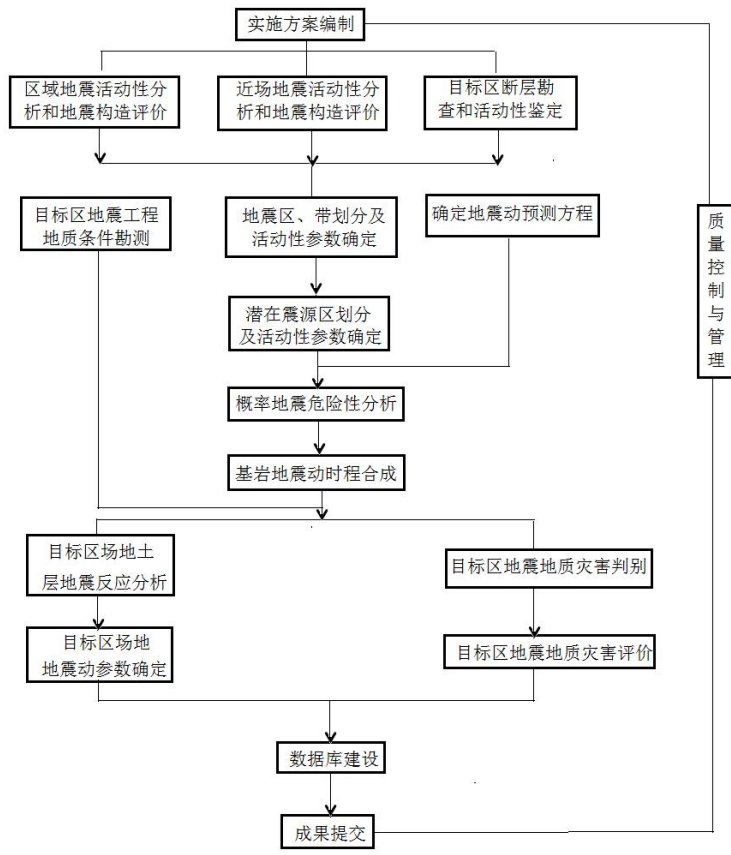 实施方案编制
区域地震活动性分
析和地震构造评价
近场地震活动性分
析和地震构造评价
目标区断层勘
查和活动性鉴定
目标区地震工程
地质条件勘测
地震区、带划分及
活动性参数确定
确定地震动预测方程
质
量
控
制
与
管
理
潜在震源区划分
及活动性参数确定
概率地震危险性分析
基岩地震动时程合成
目标区场地土
层地震反应分析
目标区地震地质灾害判别
目标区场地
地震动参数确定
目标区地震地质灾害评价
数据库建设
成果提交